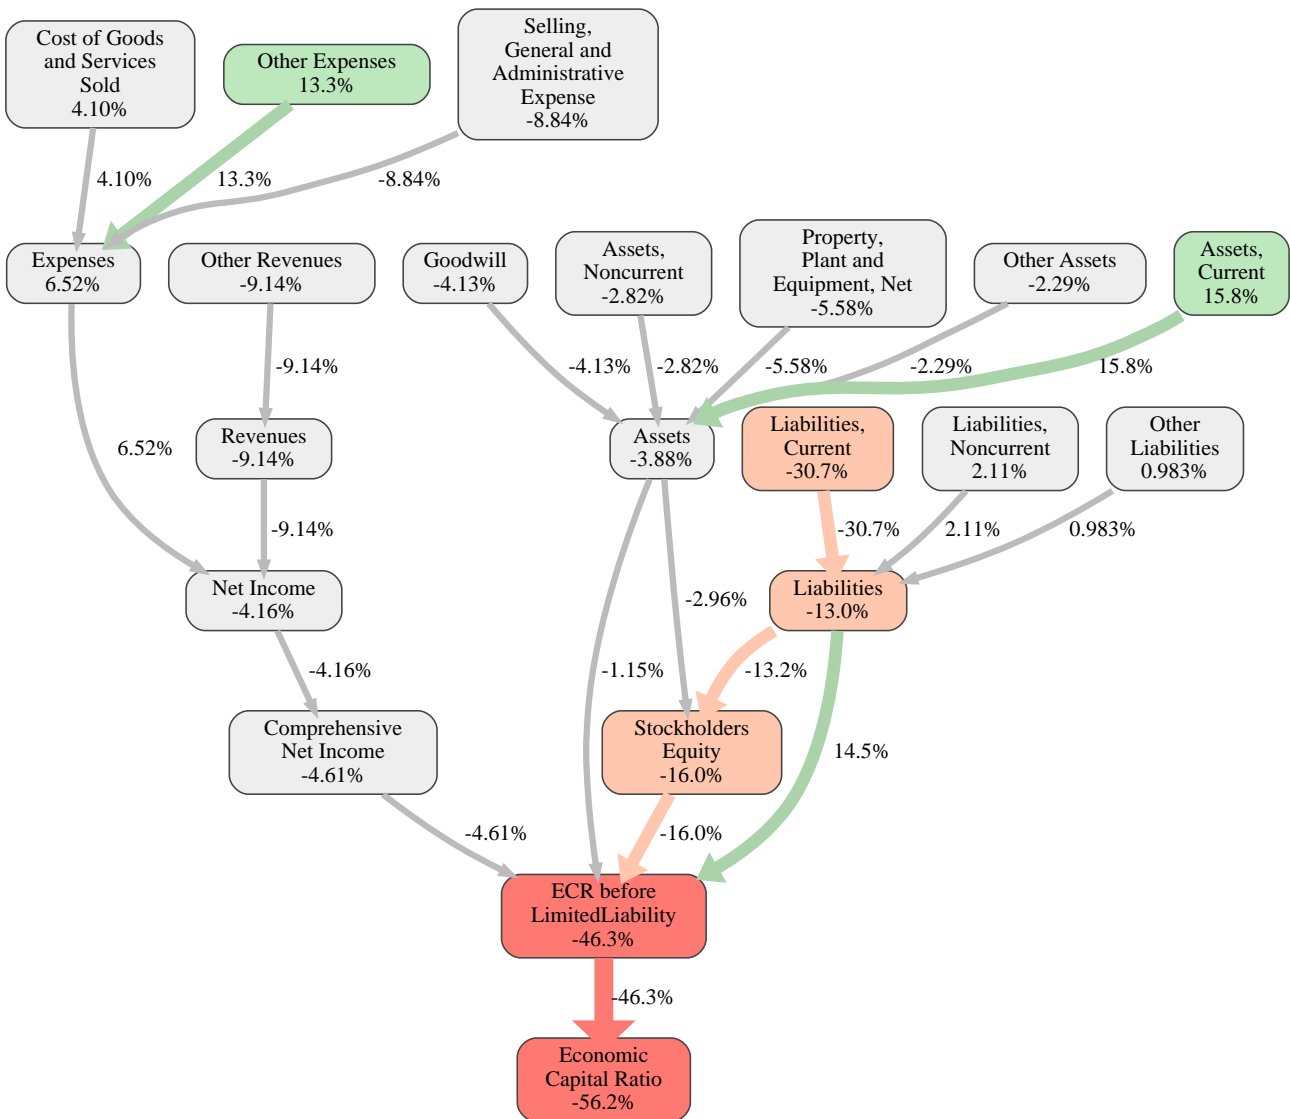 Cost of Goods
and Services
Sold
4.10%
Other Expenses
13.3%
Selling,
General and
Administrative
Expense
-8.84%
4.10%
13.3%
-8.84%
Expenses
6.52%
Other Revenues
-9.14%
Goodwill
-4.13%
Assets,
Noncurrent
-2.82%
Property,
Plant and
Equipment, Net
-5.58%
Other Assets
-2.29%
Assets,
Current
15.8%
-9.14%
-4.13%
-2.82%
-5.58%
-2.29%
15.8%
6.52%
Revenues
-9.14%
Assets
-3.88%
Liabilities,
Current
-30.7%
Liabilities,
Noncurrent
2.11%
Other
Liabilities
0.983%
-9.14%
-30.7%
2.11%
0.983%
Net Income
-4.16%
-2.96%
Liabilities
-13.0%
-4.16%
-1.15%
-13.2%
Comprehensive
Net Income
-4.61%
Stockholders
Equity
-16.0%
14.5%
-4.61%
-16.0%
ECR before
LimitedLiability
-46.3%
-46.3%
Economic
Capital Ratio
-56.2%